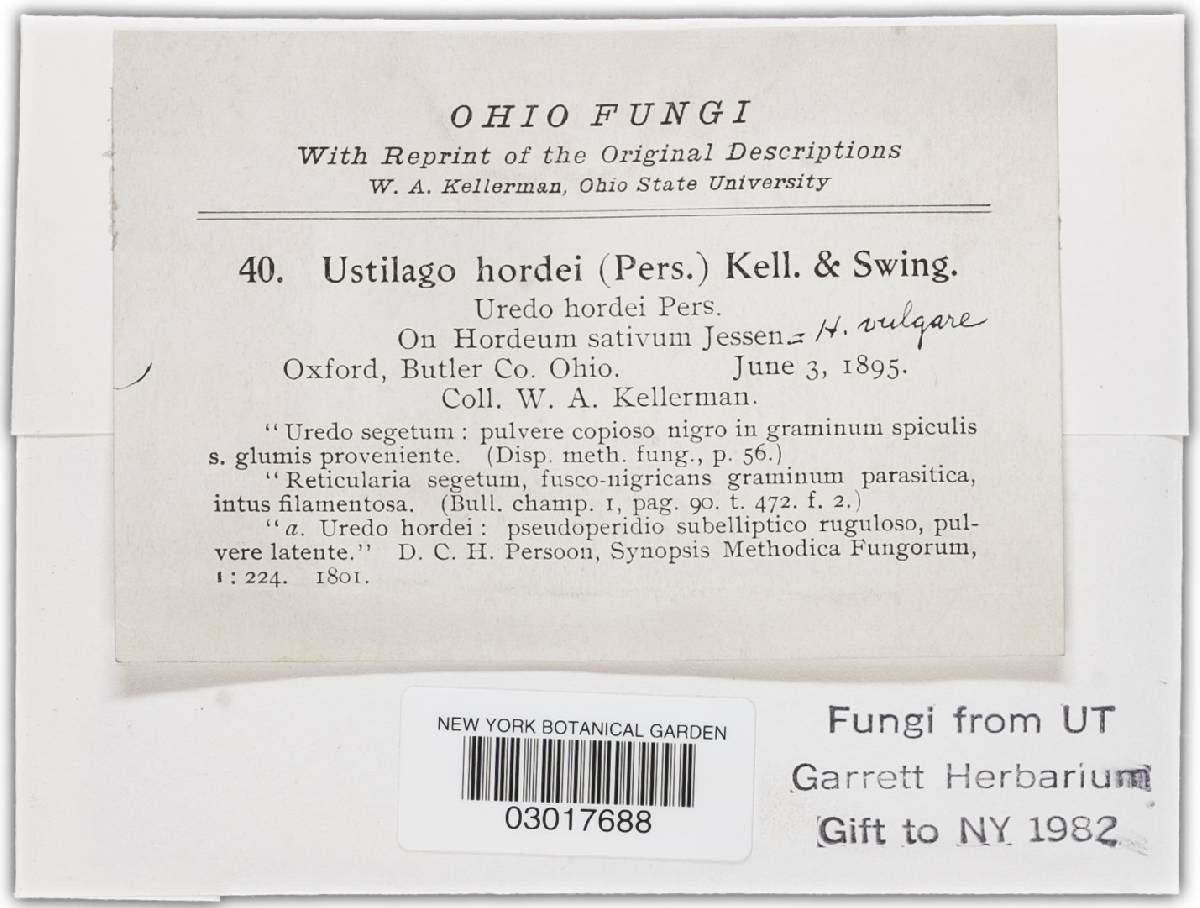 OHIO FUNGI
With Reprint of the Original Descriptions
W. A. Kellerman, Ohio State University
40. Ustilago hordei (Pers.) Kell. & Swing.
Uredo hordei Pers.
On Hordeum sativum Jessen. = H. vulgare
Oxford, Butler Co. Ohio. June 3, 1895.
Coll. W. A. Kellerman.
“Uredo segetum: pulvere copioso nigro in graminum spiculis
s. glumis proveniente. (Disp. meth. fung., p. 56.)
“Reticularia segetum, fusco-nigricans graminum parasitica,
intus filamentosa. (Bull. champ. 1, pag. 90. t. 472. f. 2.)
“a. Uredo hordei: pseudoperidio subelliptico ruguloso, pul-
vere latente.” D. C. H. Persoon, Synopsis Methodica Fungorum,
1: 224. 1801.
NEW YORK BOTANICAL GARDEN
03017688
Fungi from UT
Garrett Herbarium
Gift to NY 1982